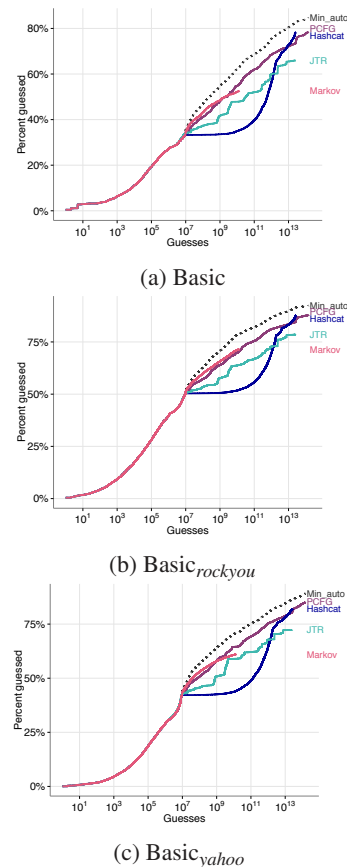 Min_auto
PCFG
Hashcat
JTR
Markov
80%
60%
40%
20%
0%
Percent guessed
10^1 10^3 10^5 10^7 10^9 10^11 10^13
Guesses
(a) Basic
Min_auto
PCFG
Hashcat
JTR
Markov
75%
50%
25%
0%
Percent guessed
10^1 10^3 10^5 10^7 10^9 10^11 10^13
Guesses
(b) Basic_rockyou
Min_auto
PCFG
Hashcat
JTR
Markov
75%
50%
25%
0%
Percent guessed
10^1 10^3 10^5 10^7 10^9 10^11 10^13
Guesses
(c) Basic_yahoo